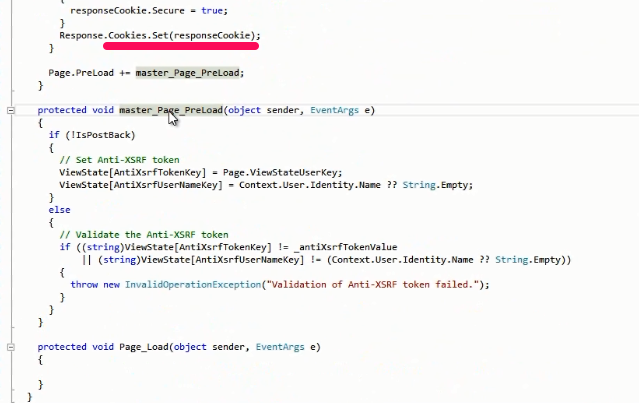 {
responseCookie.Secure = true;
}
Response.Cookies.Set(responseCookie);
}
Page.PreLoad += master_Page_PreLoad;
}
protected void master_Page_PreLoad(object sender, EventArgs e)
{
if (!IsPostBack)
{
// Set Anti-XSRF token
ViewState[AntiXsrfTokenKey] = Page.ViewStateUserKey;
ViewState[AntiXsrfUserNameKey] = Context.User.Identity.Name ?? String.Empty;
}
else
{
// Validate the Anti-XSRF token
if ((string)ViewState[AntiXsrfTokenKey] != _antiXsrfTokenValue
|| (string)ViewState[AntiXsrfUserNameKey] != (Context.User.Identity.Name ?? String.Empty))
{
throw new InvalidOperationException("Validation of Anti-XSRF token failed.");
}
}
}
protected void Page_Load(object sender, EventArgs e)
{
}
}